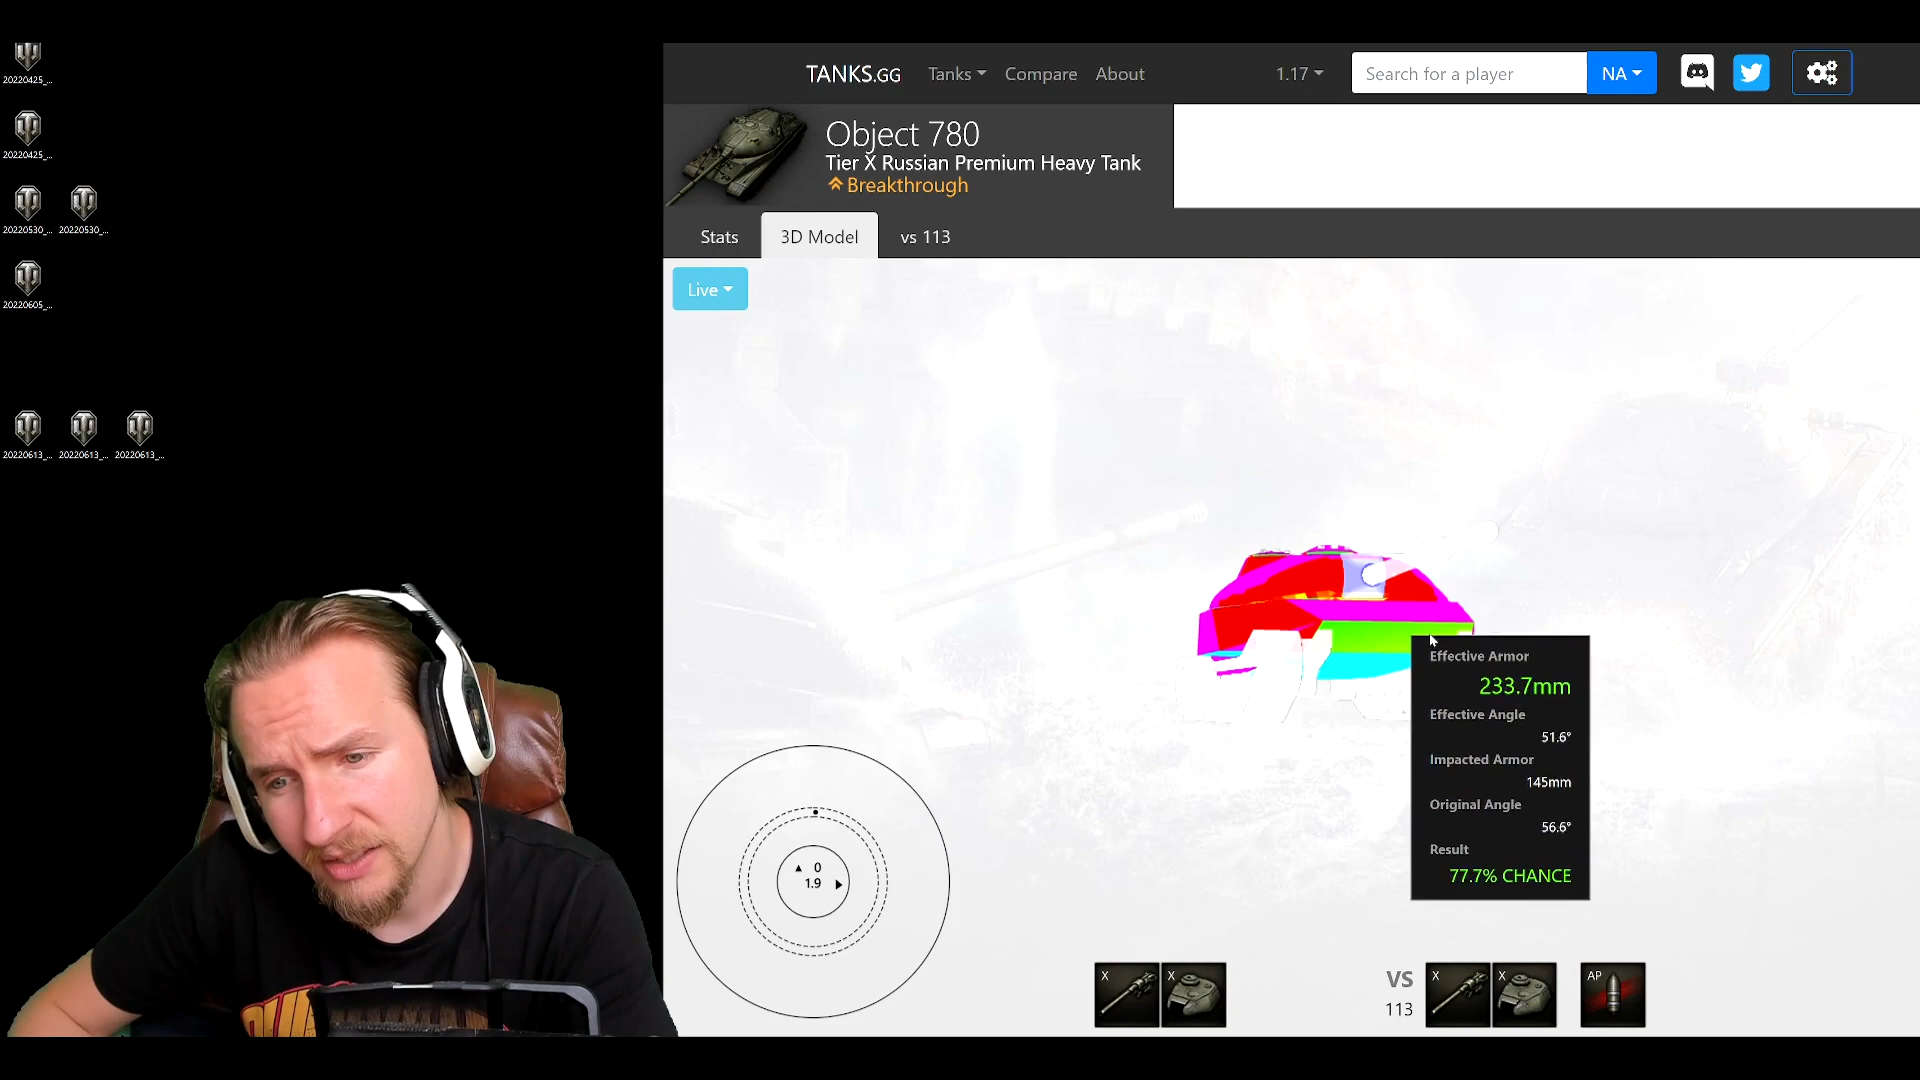 20220425_...
20220425_...
20220530_... 20220530_...
20220605_...
20220613_... 20220613_... 20220613_...
TANKS.GG Tanks Compare About 1.17 Search for a player NA
Object 780
Tier X Russian Premium Heavy Tank
Breakthrough
Stats 3D Model vs 113
Live
Effective Armor
233.7mm
Effective Angle
51.6°
Impacted Armor
145mm
Original Angle
56.6°
Result
77.7% CHANCE
0
1.9
X X VS X X AP
113